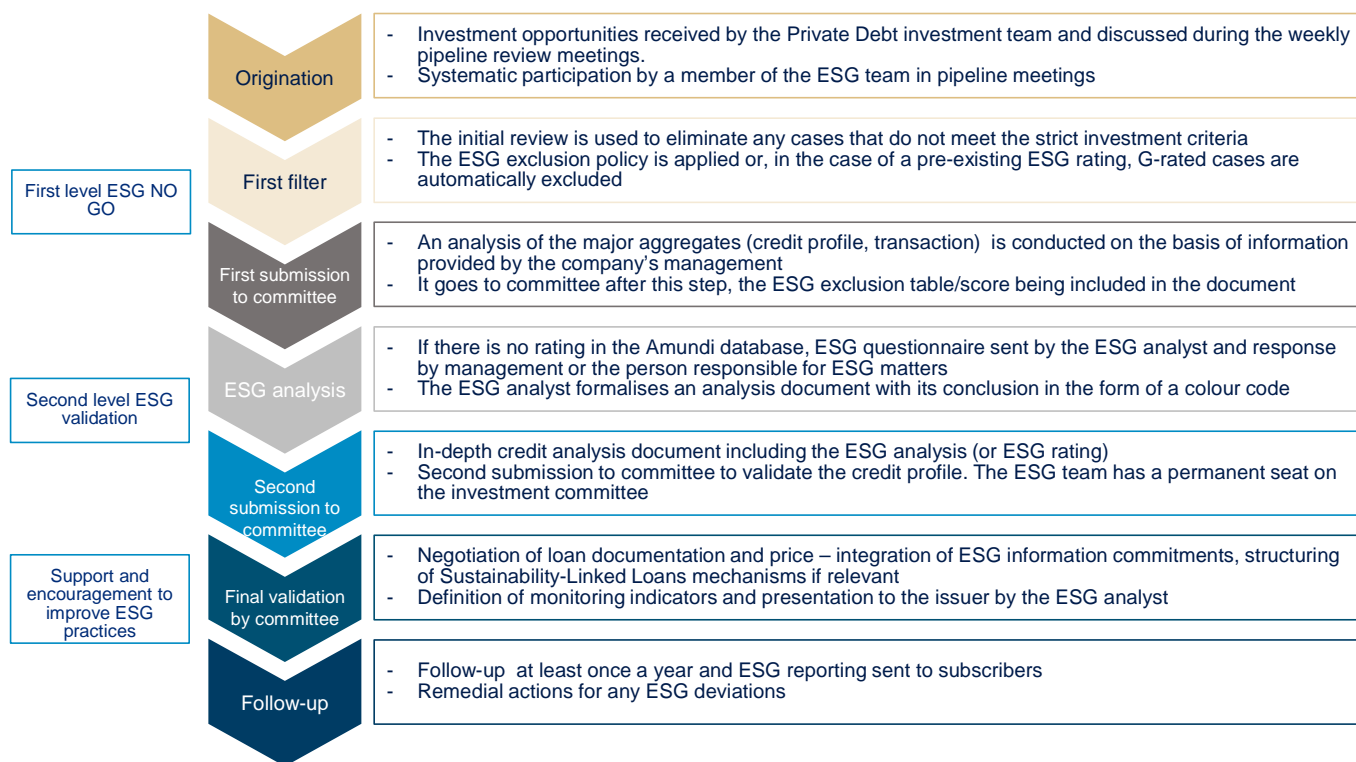 Origination
- Investment opportunities received by the Private Debt investment team and discussed during the weekly
pipeline review meetings.
- Systematic participation by a member of the ESG team in pipeline meetings
First level ESG NO
GO
First filter
- The initial review is used to eliminate any cases that do not meet the strict investment criteria
- The ESG exclusion policy is applied or, in the case of a pre-existing ESG rating, G-rated cases are
automatically excluded
First submission
to committee
- An analysis of the major aggregates (credit profile, transaction) is conducted on the basis of information
provided by the company's management
- It goes to committee after this step, the ESG exclusion table/score being included in the document
Second level ESG
validation
ESG analysis
- If there is no rating in the Amundi database, ESG questionnaire sent by the ESG analyst and response
by management or the person responsible for ESG matters
- The ESG analyst formalises an analysis document with its conclusion in the form of a colour code
Second
submission to
committee
- In-depth credit analysis document including the ESG analysis (or ESG rating)
- Second submission to committee to validate the credit profile. The ESG team has a permanent seat on
the investment committee
Support and
encouragement to
improve ESG
practices
Final validation
by committee
- Negotiation of loan documentation and price – integration of ESG information commitments, structuring
of Sustainability-Linked Loans mechanisms if relevant
- Definition of monitoring indicators and presentation to the issuer by the ESG analyst
Follow-up
- Follow-up at least once a year and ESG reporting sent to subscribers
- Remedial actions for any ESG deviations